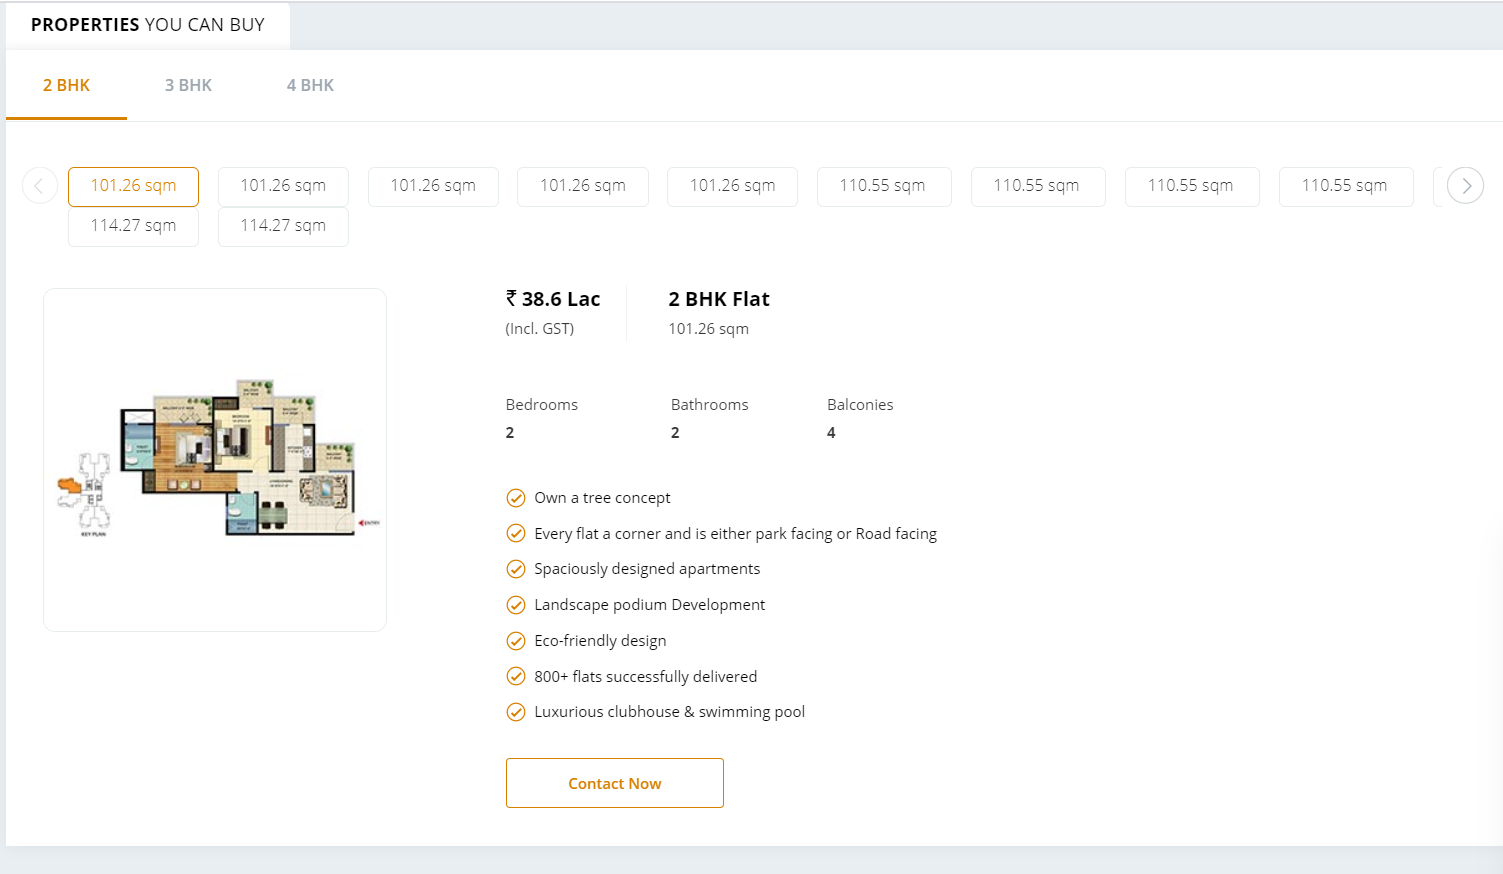 PROPERTIES YOU CAN BUY
2 BHK 3 BHK 4 BHK
101.26 sqm 101.26 sqm 101.26 sqm 101.26 sqm 101.26 sqm 110.55 sqm 110.55 sqm 110.55 sqm 110.55 sqm
114.27 sqm 114.27 sqm
₹ 38.6 Lac
(Incl. GST)
2 BHK Flat
101.26 sqm
Bedrooms Bathrooms Balconies
2 2 4
Own a tree concept
Every flat a corner and is either park facing or Road facing
Spaciously designed apartments
Landscape podium Development
Eco-friendly design
800+ flats successfully delivered
Luxurious clubhouse & swimming pool
Contact Now
ENTRY
KEY PLAN